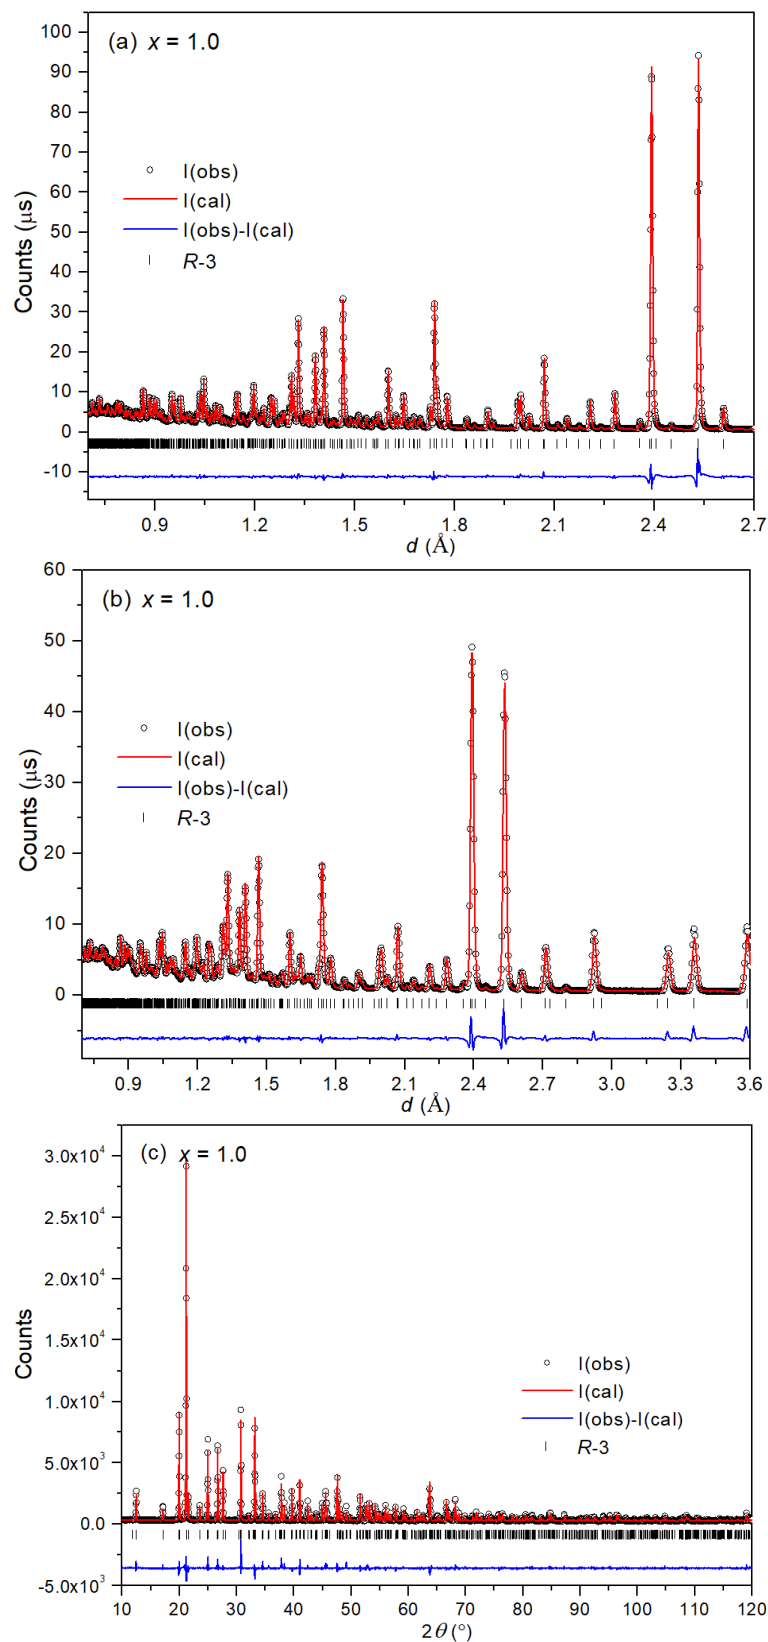 (a) x = 1.0
105
100
90
80
70
60
50
40
30
20
10
0
-10
Counts (μs)
I(obs)
I(cal)
I(obs)-I(cal)
R-3
0.9 1.2 1.5 1.8 2.1 2.4 2.7
d (Å)
(b) x = 1.0
60
50
40
30
20
10
0
Counts (μs)
I(obs)
I(cal)
I(obs)-I(cal)
R-3
0.9 1.2 1.5 1.8 2.1 2.4 2.7 3.0 3.3 3.6
d (Å)
(c) x = 1.0
3.0x10⁴
2.5x10⁴
2.0x10⁴
1.5x10⁴
1.0x10⁴
5.0x10³
0.0
-5.0x10³
Counts
I(obs)
I(cal)
I(obs)-I(cal)
R-3
10 20 30 40 50 60 70 80 90 100 110 120
2θ (°)